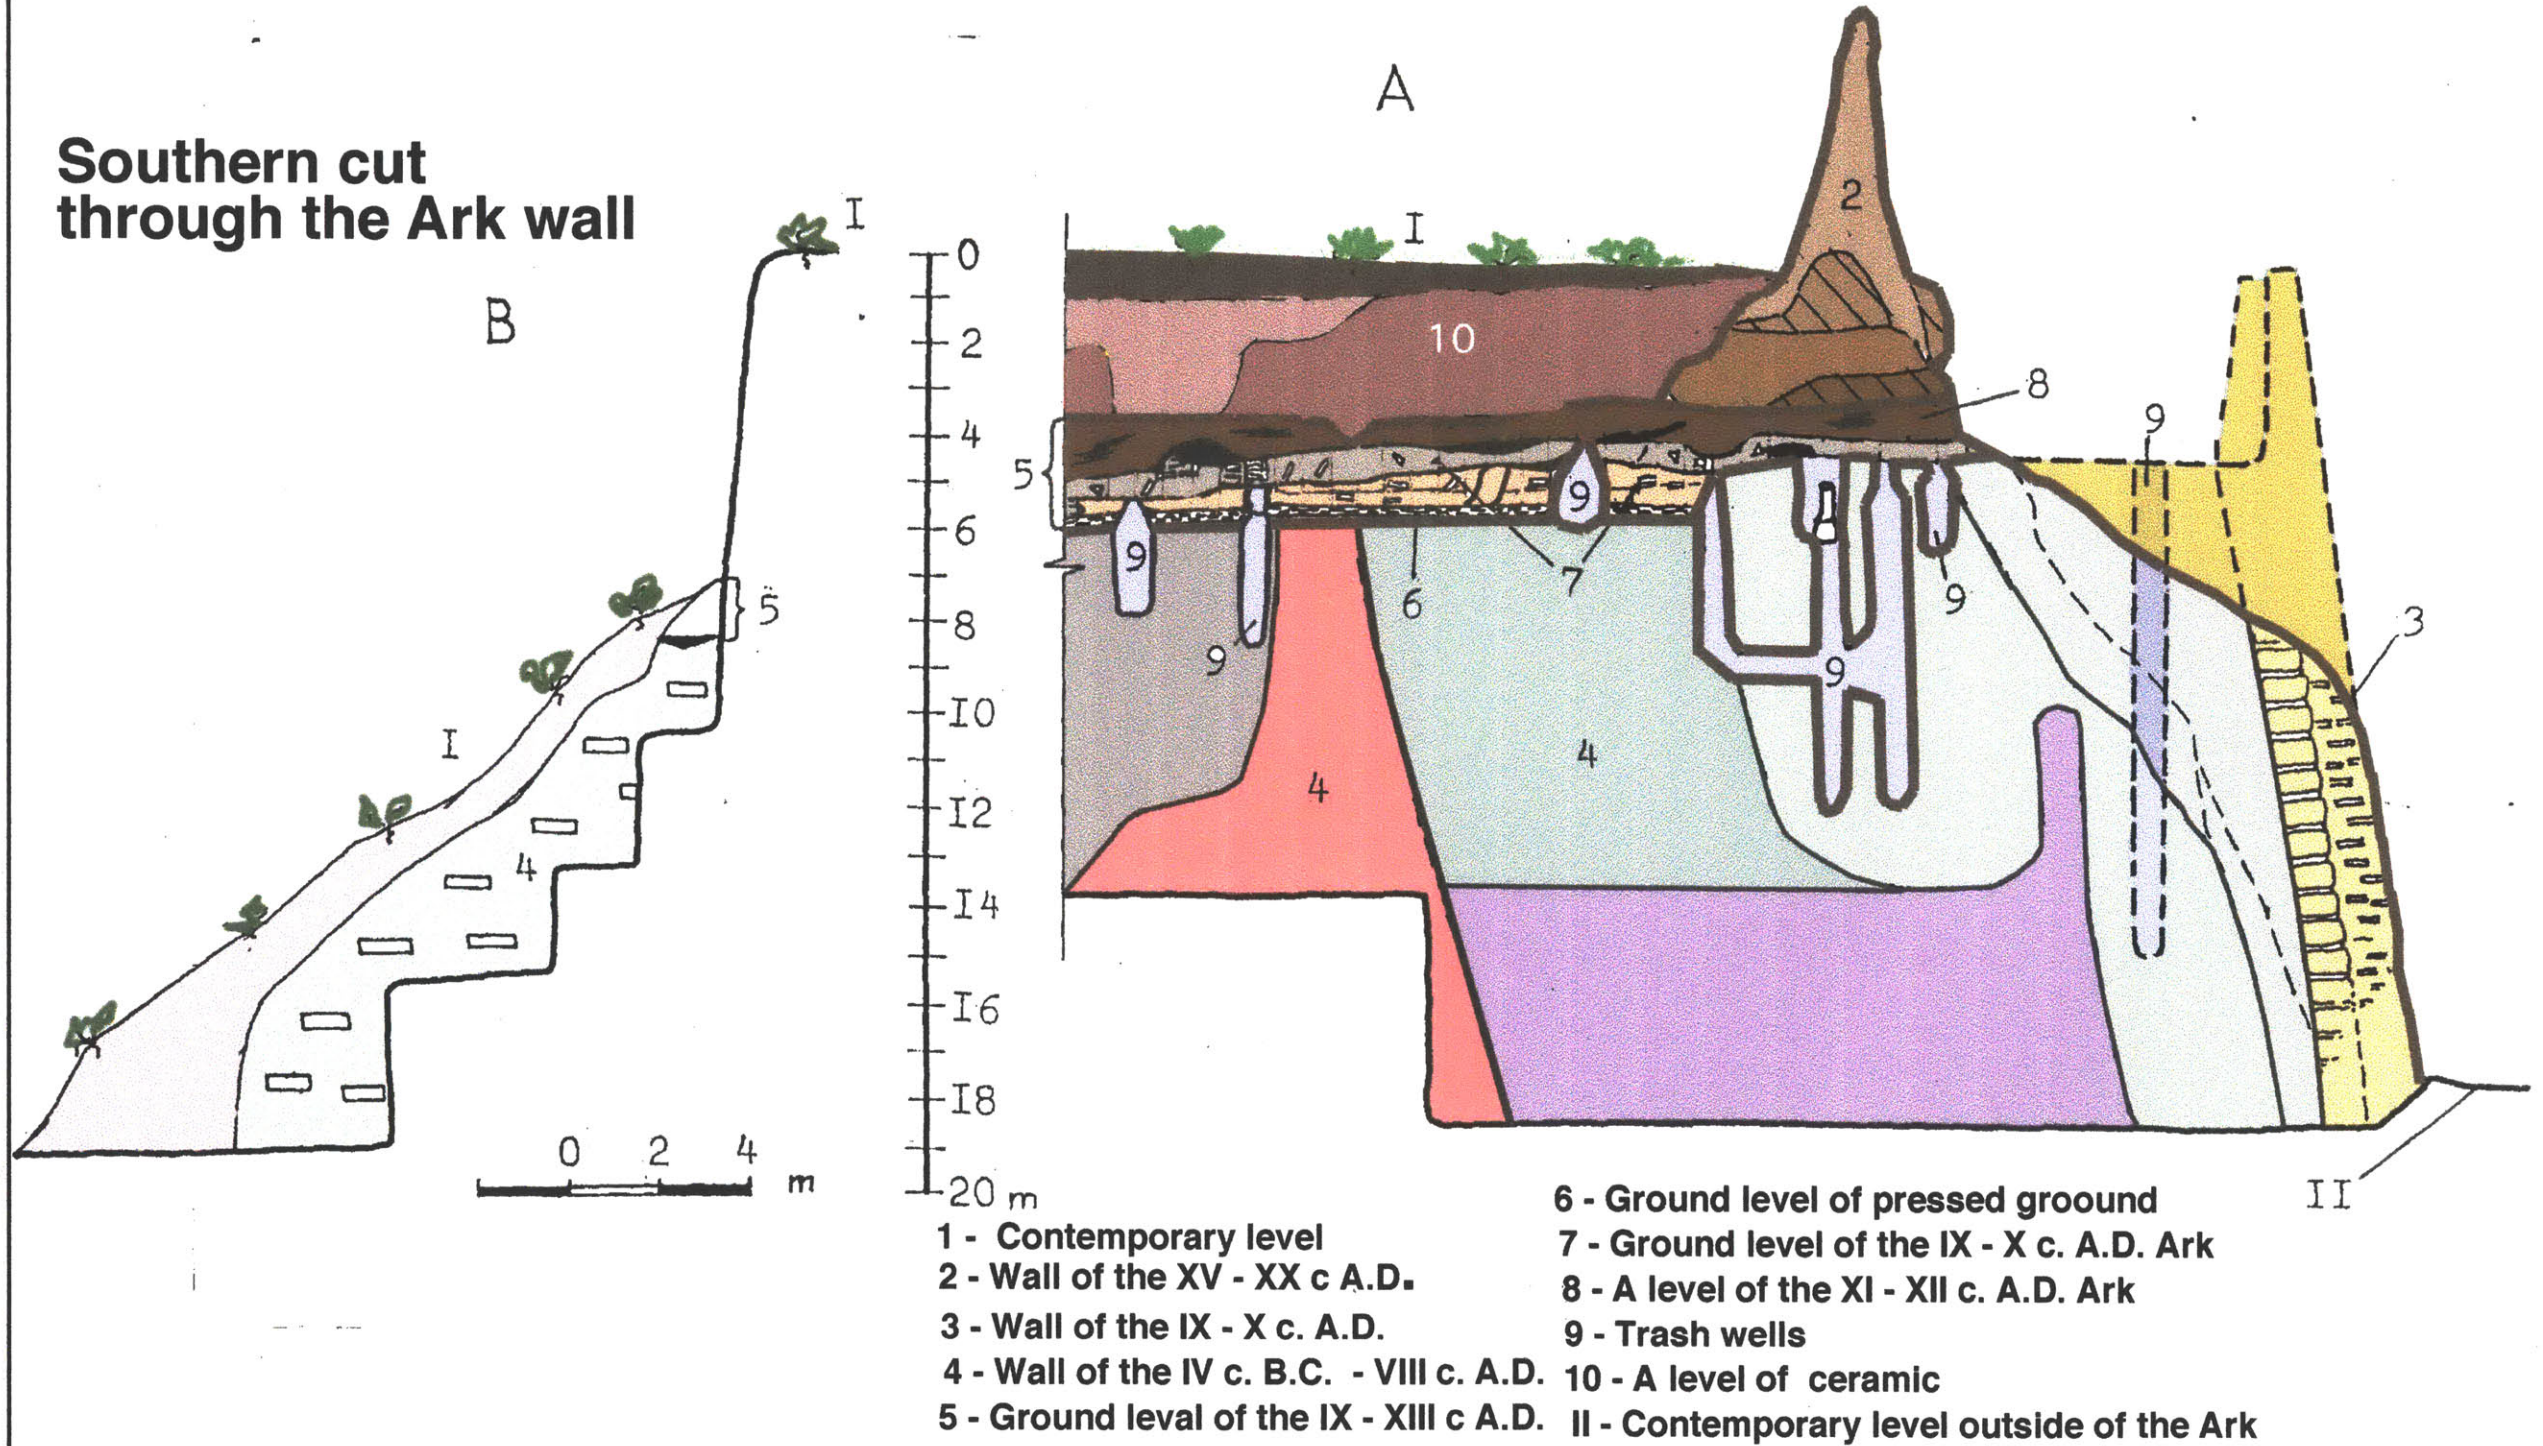 Southern cut
through the Ark wall
A
B
I
I
I
2
0
2
4
6
8
I0
I2
I4
I6
I8
20 m
5
5
4
4
4
10
8
9
9
9
9
9
9
6
7
3
II
0 2 4 m
1 - Contemporary level
2 - Wall of the XV - XX c A.D.
3 - Wall of the IX - X c. A.D.
4 - Wall of the IV c. B.C. - VIII c. A.D.
5 - Ground leval of the IX - XIII c A.D.
6 - Ground level of pressed groound
7 - Ground level of the IX - X c. A.D. Ark
8 - A level of the XI - XII c. A.D. Ark
9 - Trash wells
10 - A level of ceramic
II - Contemporary level outside of the Ark